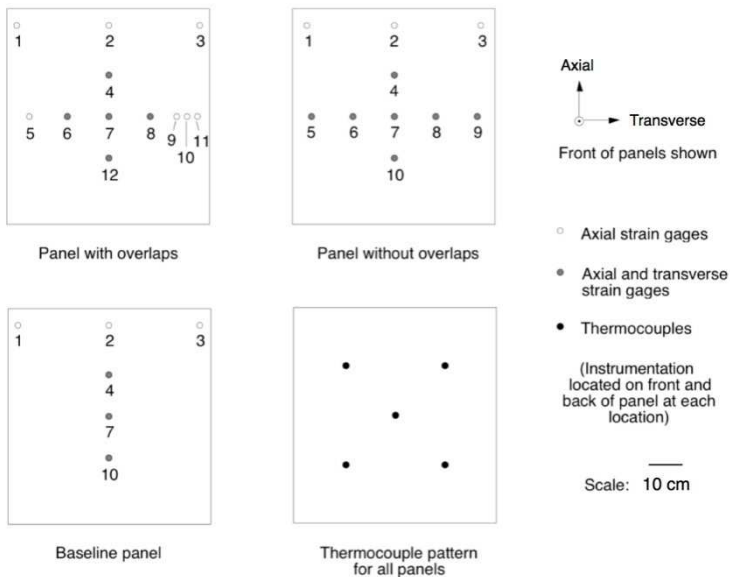 1 2 3
4
5 6 7 8 9 10 11
12
Panel with overlaps
1 2 3
4
5 6 7 8 9
10
Panel without overlaps
Axial
Transverse
Front of panels shown
Axial strain gages
Axial and transverse
strain gages
Thermocouples
(Instrumentation
located on front and
back of panel at each
location)
Scale: 10 cm
1 2 3
4
7
10
Baseline panel
Thermocouple pattern
for all panels